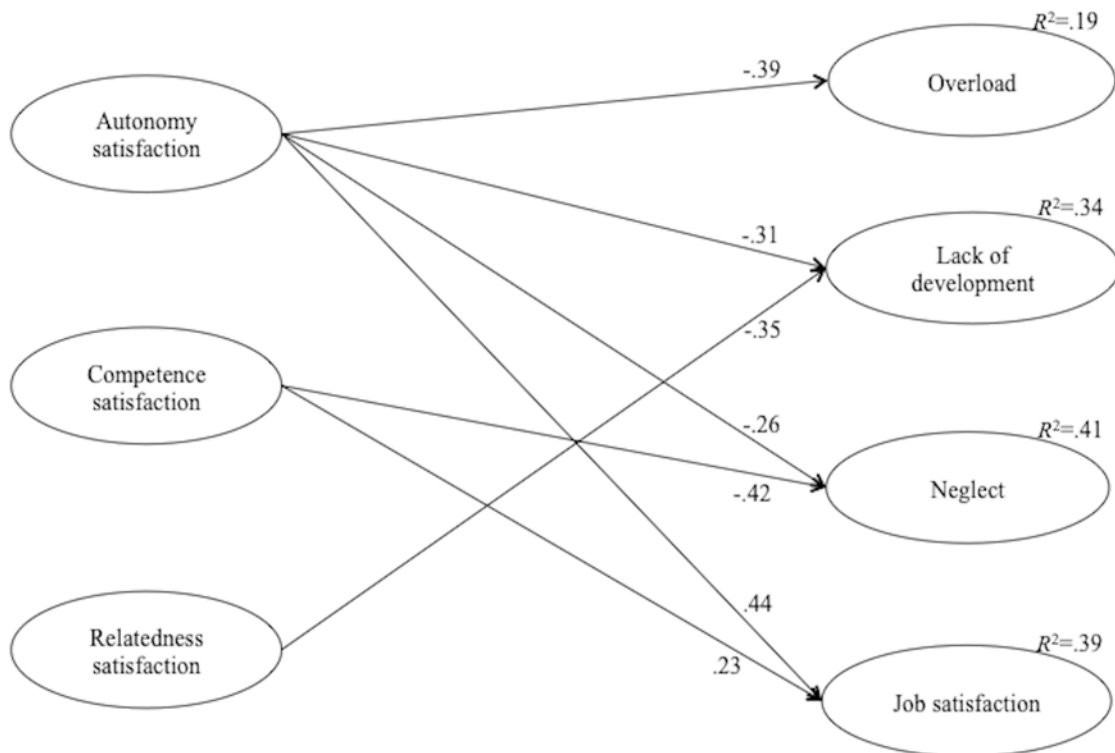 R²=.19
Overload
-.39
Autonomy
satisfaction
R²=.34
-.31
Lack of
development
-.35
Competence
satisfaction
-.26
R²=.41
-.42
Neglect
.44
Relatedness
satisfaction
.23
R²=.39
Job satisfaction